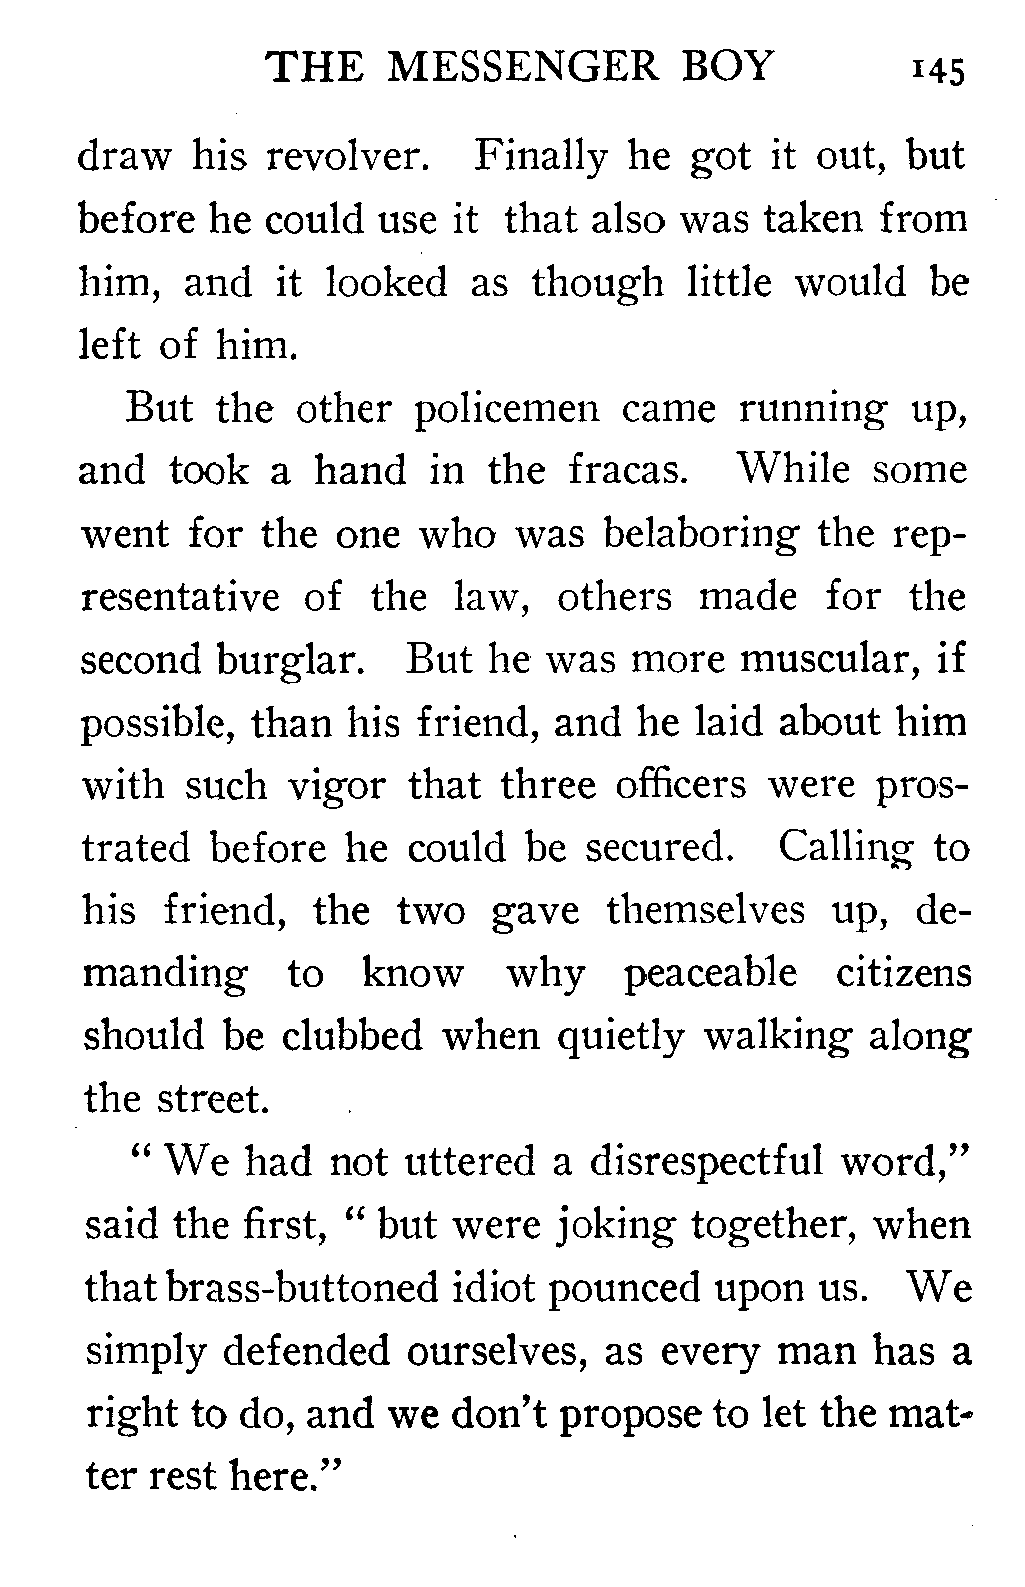 THE MESSENGER BOY 145
draw his revolver. Finally he got it out, but
before he could use it that also was taken from
him, and it looked as though little would be
left of him.
But the other policemen came running up,
and took a hand in the fracas. While some
went for the one who was belaboring the rep-
resentative of the law, others made for the
second burglar. But he was more muscular, if
possible, than his friend, and he laid about him
with such vigor that three officers were pros-
trated before he could be secured. Calling to
his friend, the two gave themselves up, de-
manding to know why peaceable citizens
should be clubbed when quietly walking along
the street.
“ We had not uttered a disrespectful word,”
said the first, “ but were joking together, when
that brass-buttoned idiot pounced upon us. We
simply defended ourselves, as every man has a
right to do, and we don’t propose to let the mat-
ter rest here.”